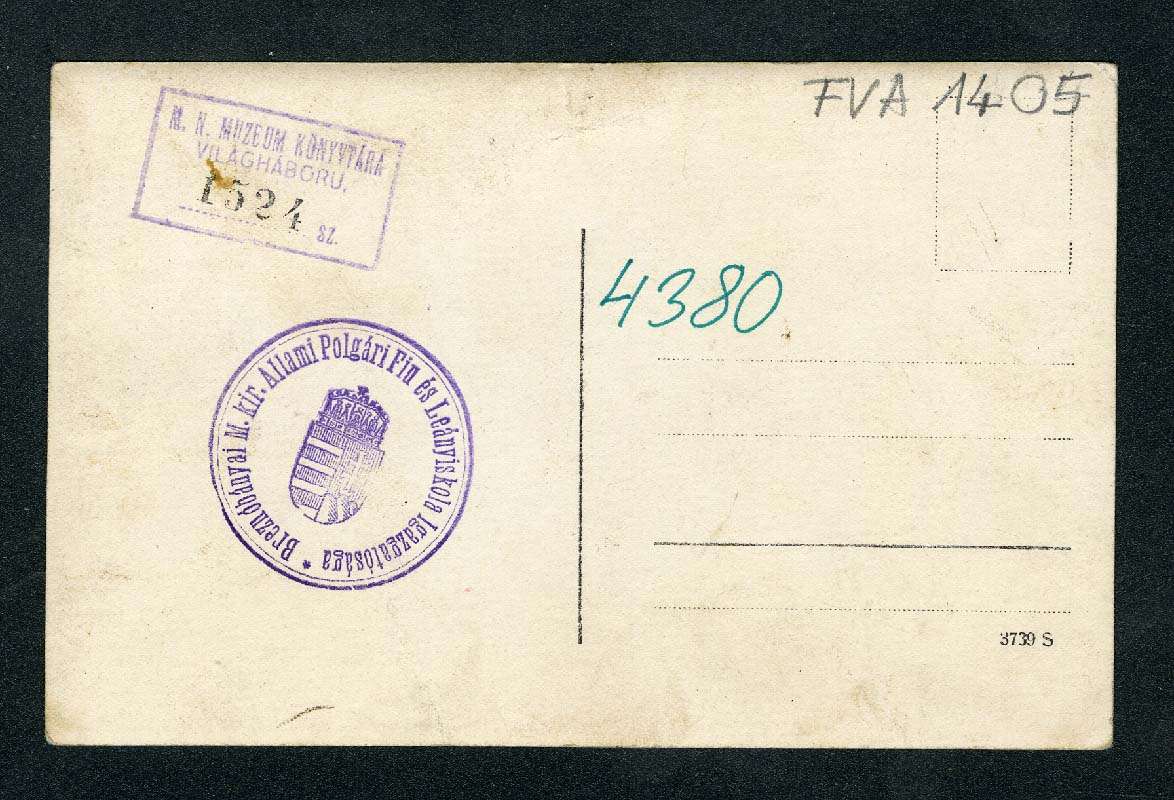 FVA 1405
M. N. MUZEUM KÖNYVTÁRA
VILÁGHÁBORU.
1524 SZ.
4380
Breznóbányai M. kir. Állami Polgári Fiu és Leányiskola Igazgatósága *
3739 S